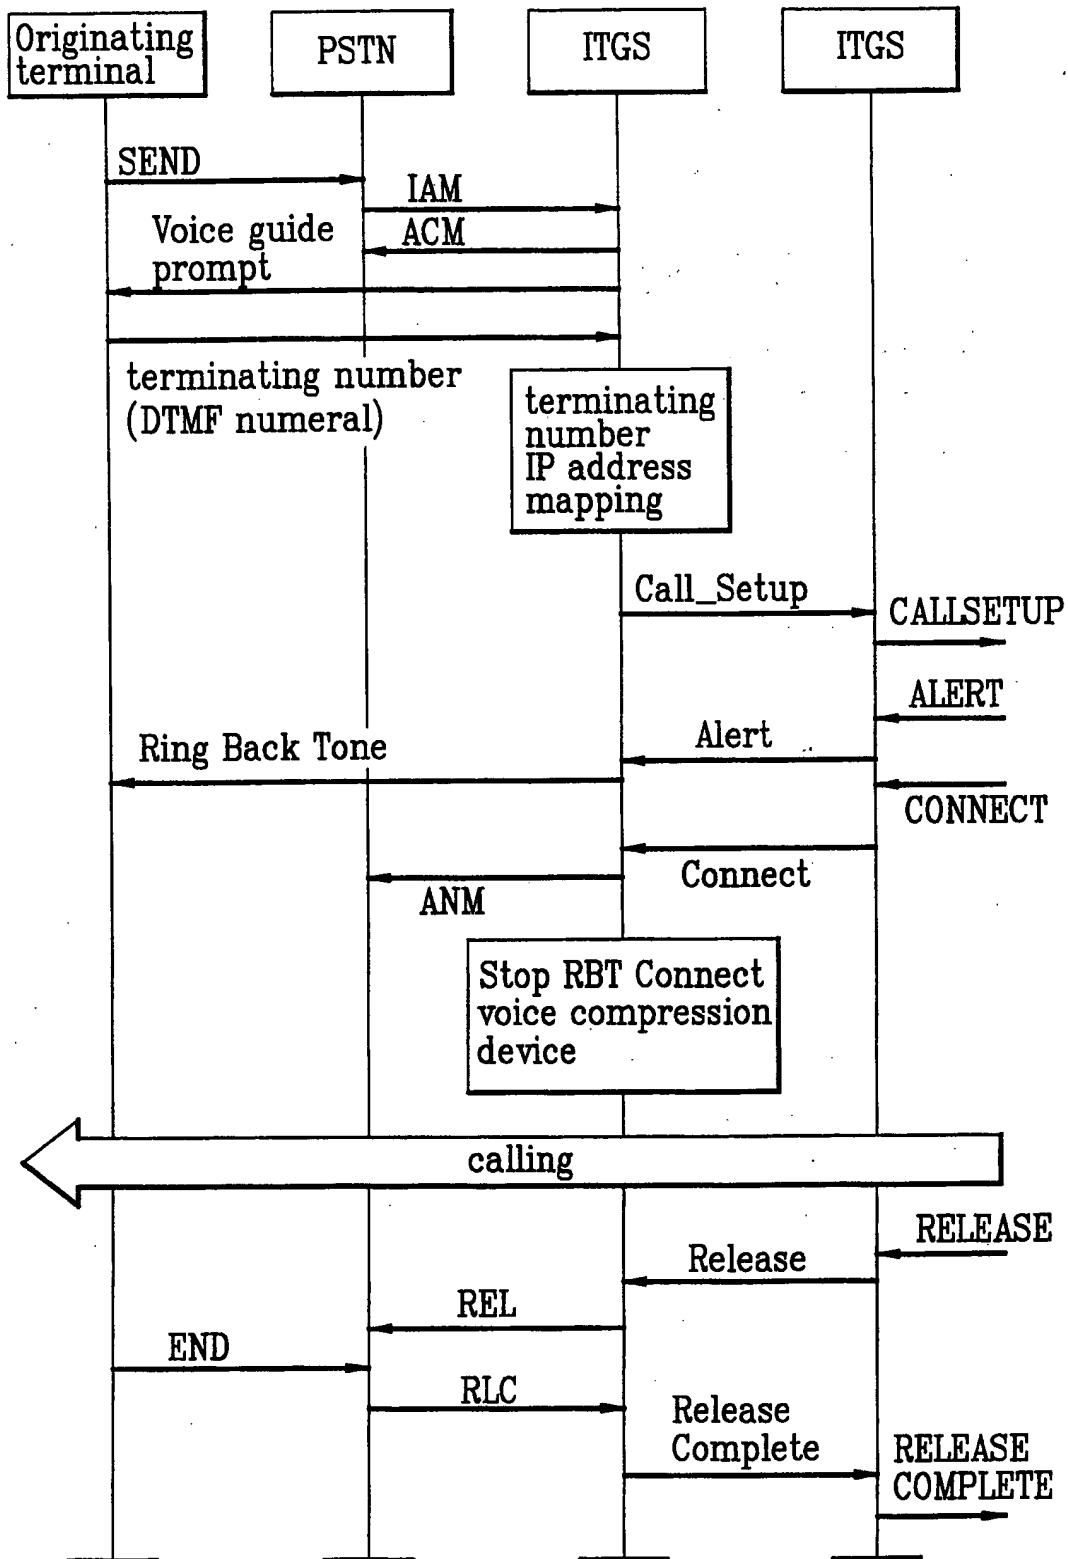 Originating
terminal
PSTN
ITGS
ITGS
SEND
IAM
Voice guide
prompt
ACM
terminating number
(DTMF numeral)
terminating
number
IP address
mapping
Call_Setup
CALLSETUP
ALERT
Alert
Ring Back Tone
CONNECT
Connect
ANM
Stop RBT Connect
voice compression
device
calling
RELEASE
Release
REL
END
RLC
Release
Complete
RELEASE
COMPLETE